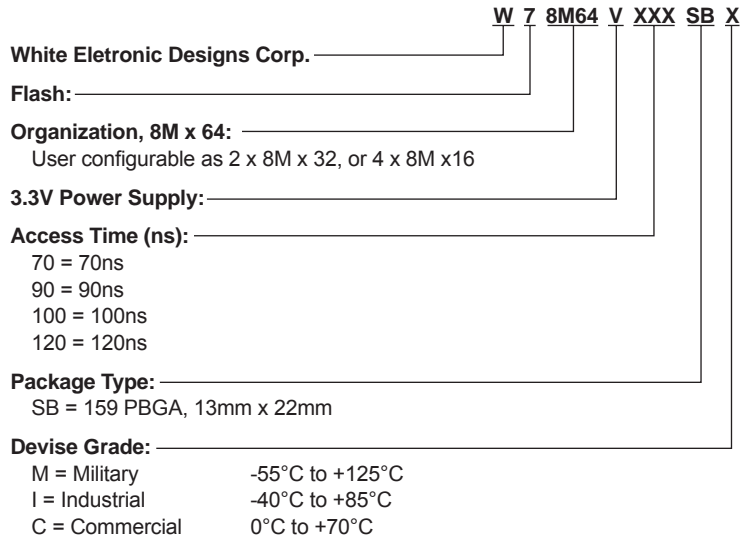 W 7 8M64 V XXX SB X
White Eletronic Designs Corp.
Flash:
Organization, 8M x 64:
User configurable as 2 x 8M x 32, or 4 x 8M x16
3.3V Power Supply:
Access Time (ns):
70 = 70ns
90 = 90ns
100 = 100ns
120 = 120ns
Package Type:
SB = 159 PBGA, 13mm x 22mm
Devise Grade:
M = Military -55°C to +125°C
I = Industrial -40°C to +85°C
C = Commercial 0°C to +70°C